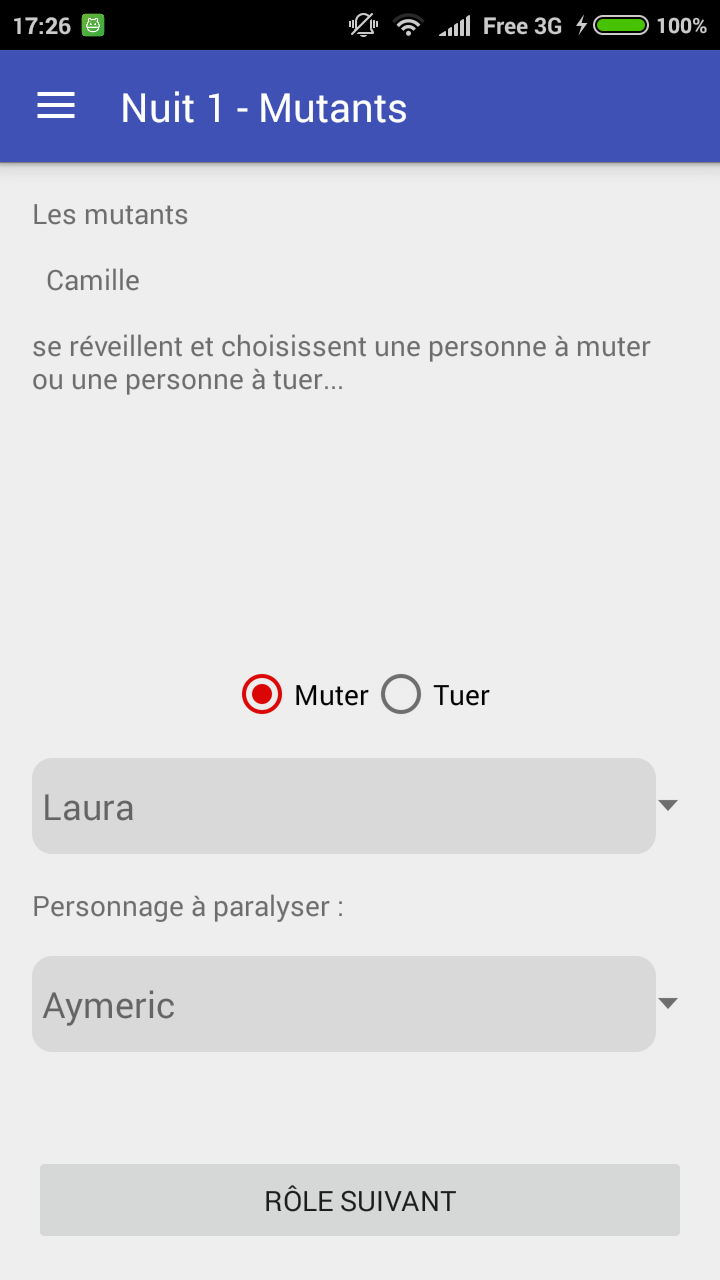 17:26 Free 3G 100%
Nuit 1 - Mutants
Les mutants
Camille
se réveillent et choisissent une personne à muter
ou une personne à tuer...
Muter Tuer
Laura
Personnage à paralyser :
Aymeric
RÔLE SUIVANT